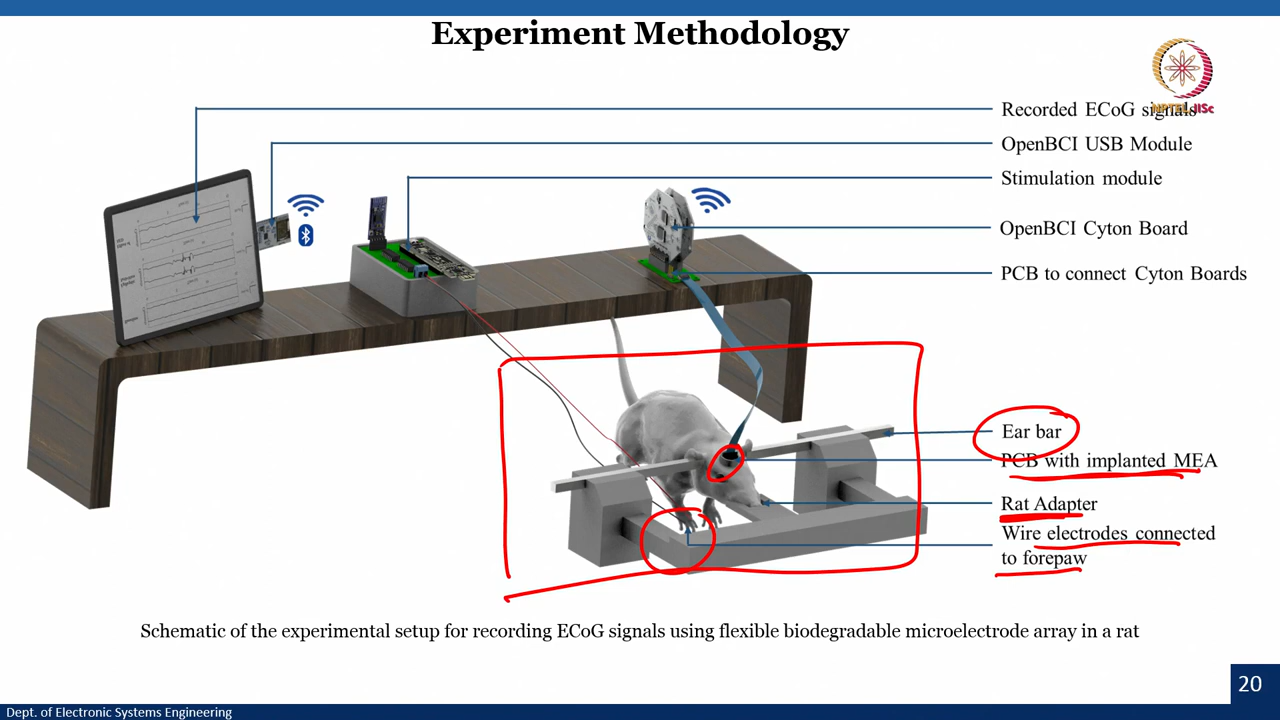 Experiment Methodology
NPTEL IISc
Recorded ECoG signals
OpenBCI USB Module
Stimulation module
OpenBCI Cyton Board
PCB to connect Cyton Boards
Ear bar
PCB with implanted MEA
Rat Adapter
Wire electrodes connected
to forepaw
Schematic of the experimental setup for recording ECoG signals using flexible biodegradable microelectrode array in a rat
20
Dept. of Electronic Systems Engineering